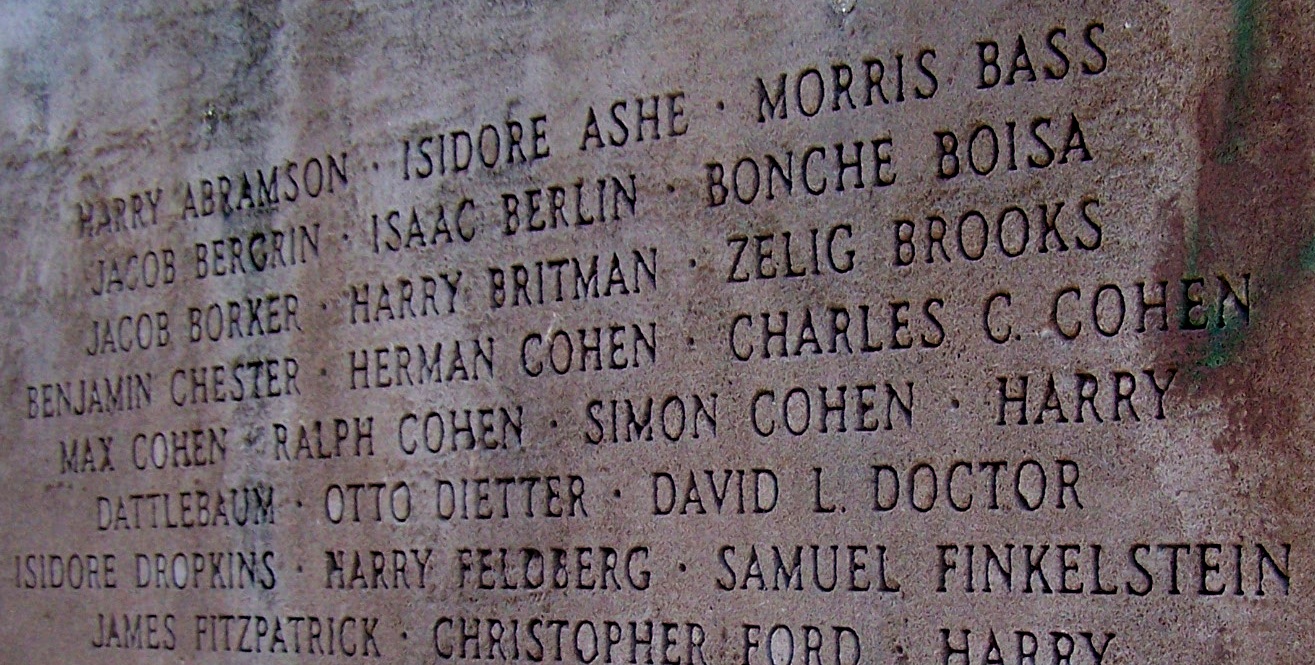 HARRY ABRAMSON · ISIDORE ASHE · MORRIS BASS
JACOB BERGRIN · ISAAC BERLIN · BONCHE BOISA
JACOB BORKER · HARRY BRITMAN · ZELIG BROOKS
BENJAMIN CHESTER · HERMAN COHEN · CHARLES C. COHEN
MAX COHEN · RALPH COHEN · SIMON COHEN · HARRY
DATTLEBAUM · OTTO DIETTER · DAVID L. DOCTOR
ISIDORE DROPKINS · HARRY FELDBERG · SAMUEL FINKELSTEIN
JAMES FITZPATRICK · CHRISTOPHER FORD · HARRY